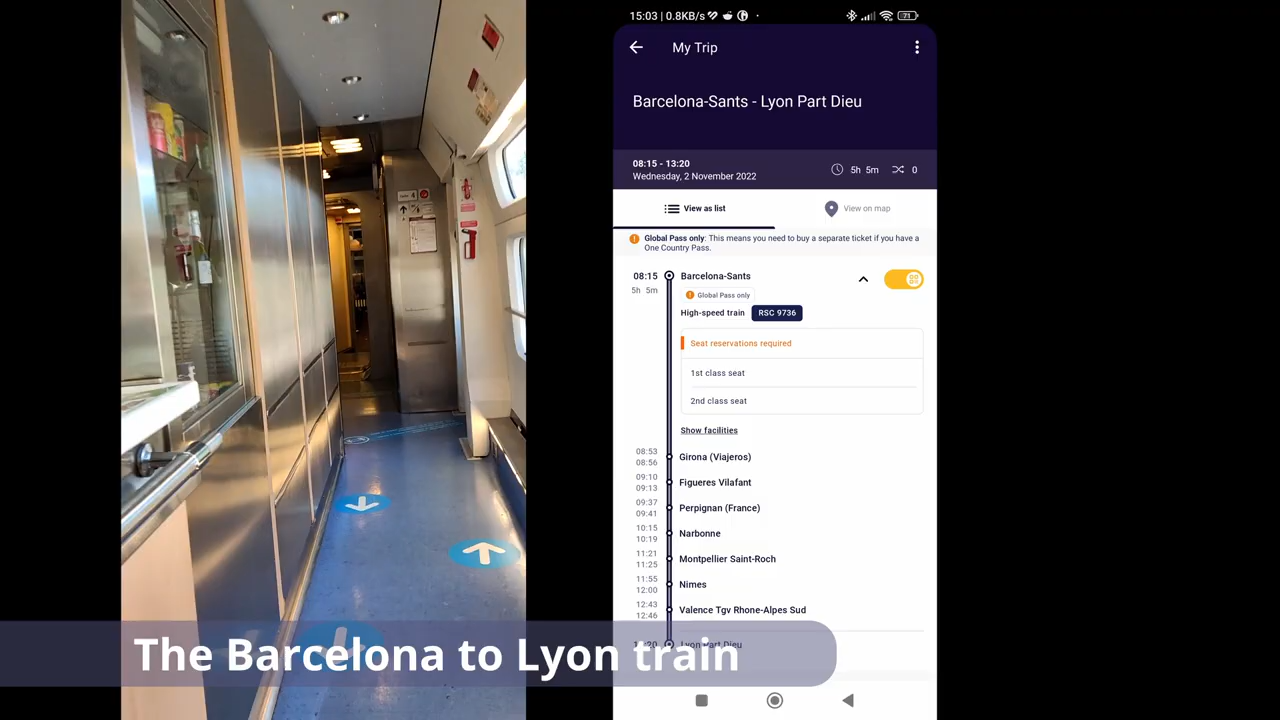 15:03 | 0.8KB/s
71
My Trip
Barcelona-Sants - Lyon Part Dieu
08:15 - 13:20
Wednesday, 2 November 2022
5h 5m
0
View as list
View on map
Global Pass only: This means you need to buy a separate ticket if you have a
One Country Pass.
08:15 Barcelona-Sants
5h 5m
Global Pass only
High-speed train RSC 9736
Seat reservations required
1st class seat
2nd class seat
Show facilities
08:53
08:56
Girona (Viajeros)
09:10
09:13
Figueres Vilafant
09:37
09:41
Perpignan (France)
10:15
10:19
Narbonne
11:21
11:25
Montpellier Saint-Roch
11:55
12:00
Nimes
12:43
12:46
Valence Tgv Rhone-Alpes Sud
Lyon Part Dieu
The Barcelona to Lyon train